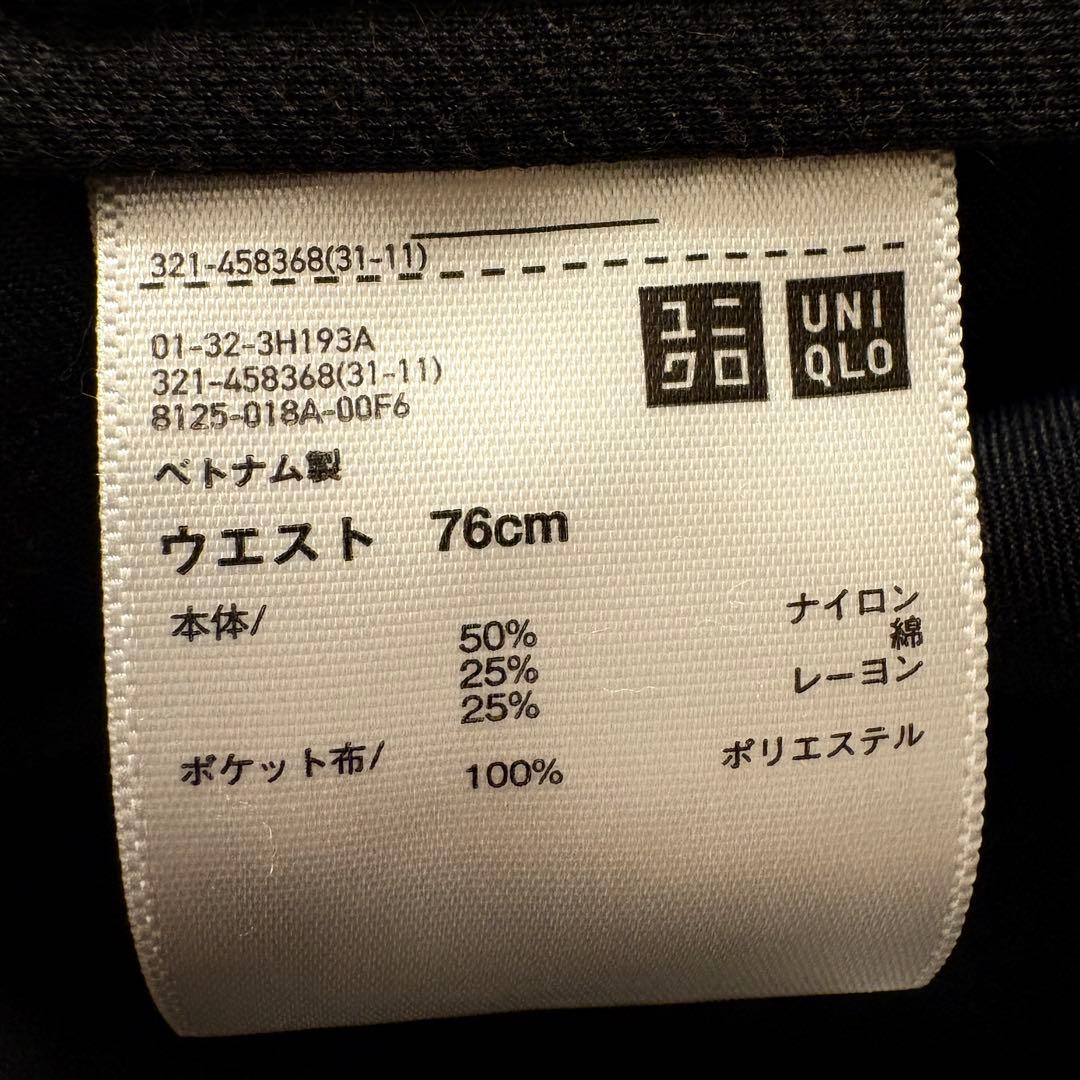 321-458368(31-11)
ユニクロ
UNIQLO
01-32-3H193A
321-458368(31-11)
8125-018A-00F6
ベトナム製
ウエスト 76cm
本体/
50% ナイロン
25% 綿
25% レーヨン
ポケット布/ 100% ポリエステル